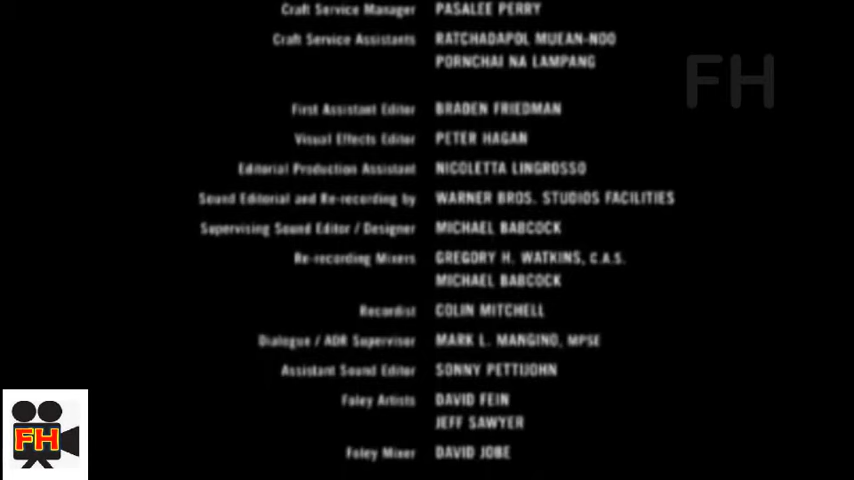 Craft Service Manager PASALEE PERRY
Craft Service Assistants RATCHADAPOL MUEAN-NOO
PORNCHAI NA LAMPANG
FH
First Assistant Editor BRADEN FRIEDMAN
Visual Effects Editor PETER HAGAN
Editorial Production Assistant NICOLETTA LINGROSSO
Sound Editorial and Re-recording by WARNER BROS. STUDIOS FACILITIES
Supervising Sound Editor / Designer MICHAEL BABCOCK
Re-recording Mixers GREGORY H. WATKINS, C.A.S.
MICHAEL BABCOCK
Recordist COLIN MITCHELL
Dialogue / ADR Supervisor MARK L. MANGINO, MPSE
Assistant Sound Editor SONNY PETTIJOHN
Foley Artists DAVID FEIN
JEFF SAWYER
FH
Foley Mixer DAVID JOBE